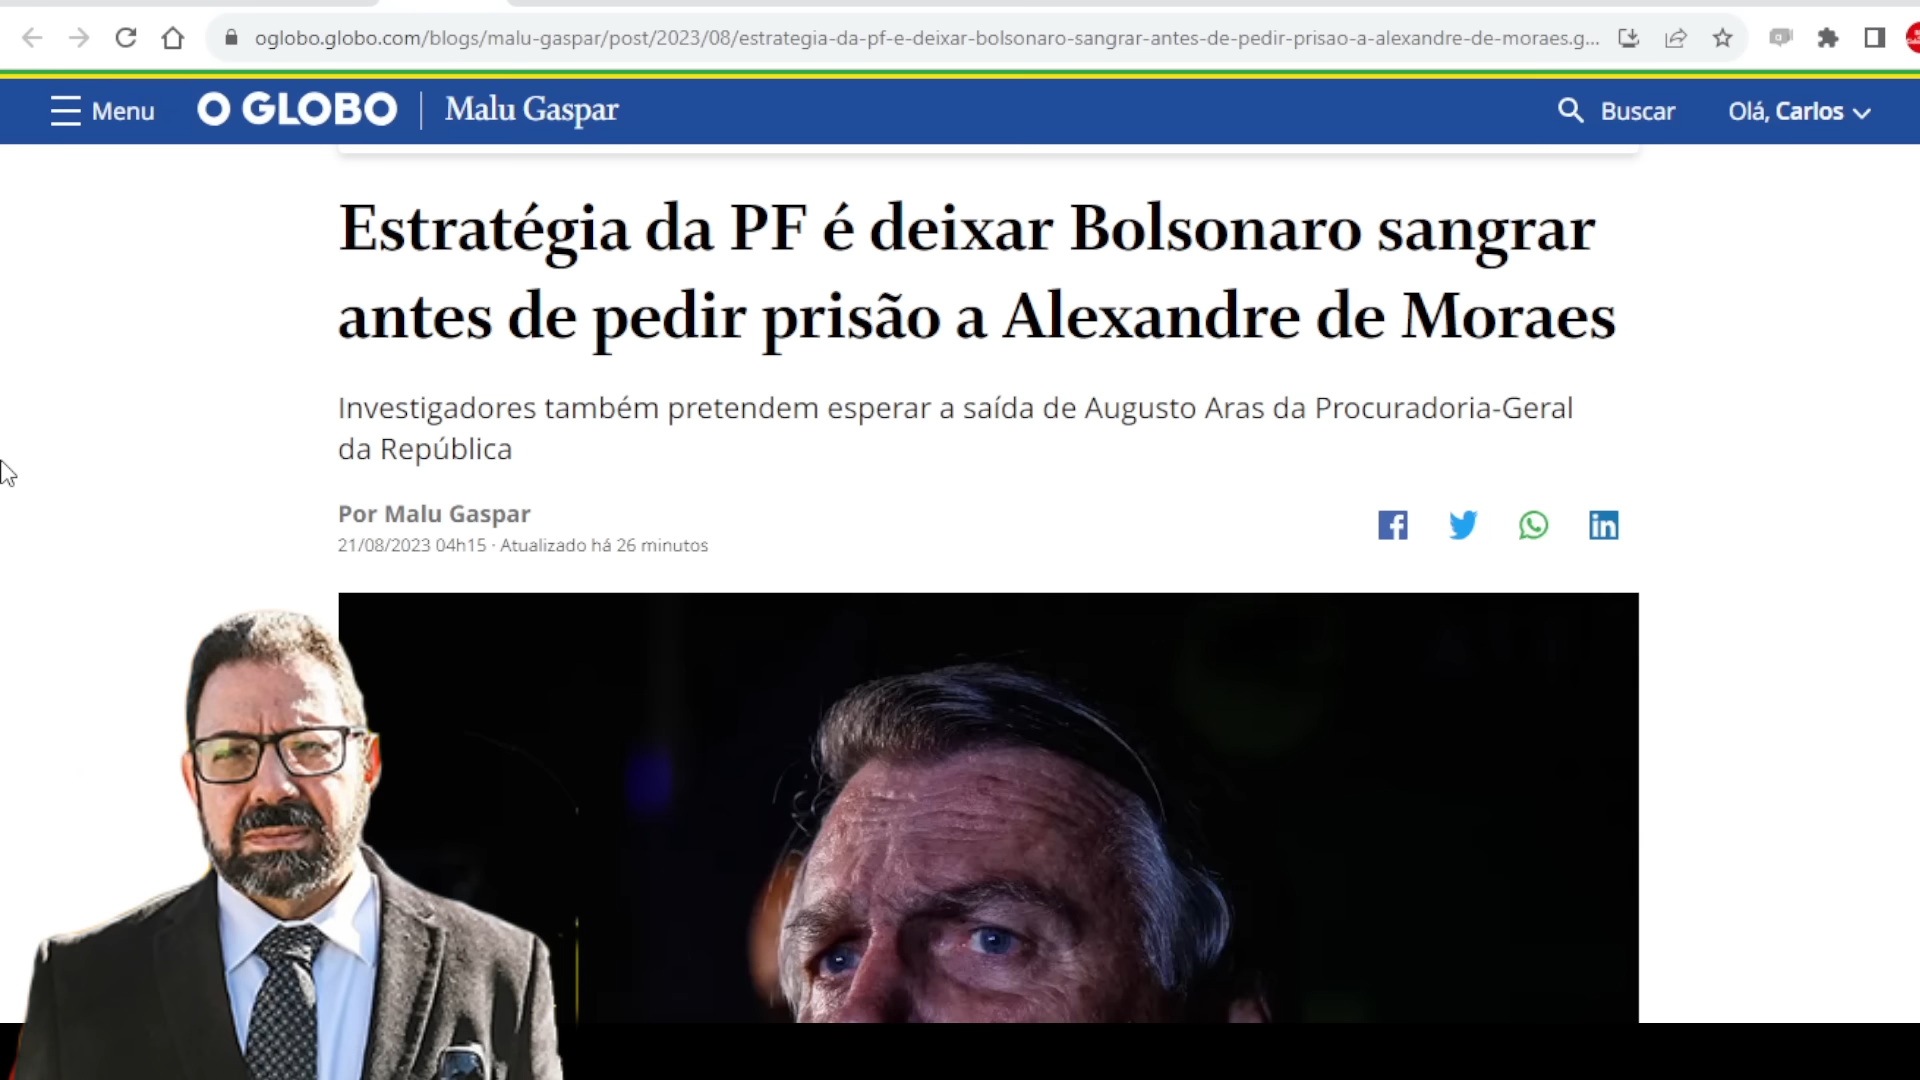 oglobo.globo.com/blogs/malu-gaspar/post/2023/08/estrategia-da-pf-e-deixar-bolsonaro-sangrar-antes-de-pedir-prisao-a-alexandre-de-moraes.g...
Menu O GLOBO Malu Gaspar Buscar Olá, Carlos
Estratégia da PF é deixar Bolsonaro sangrar
antes de pedir prisão a Alexandre de Moraes
Investigadores também pretendem esperar a saída de Augusto Aras da Procuradoria-Geral
da República
Por Malu Gaspar
21/08/2023 04h15 · Atualizado há 26 minutos